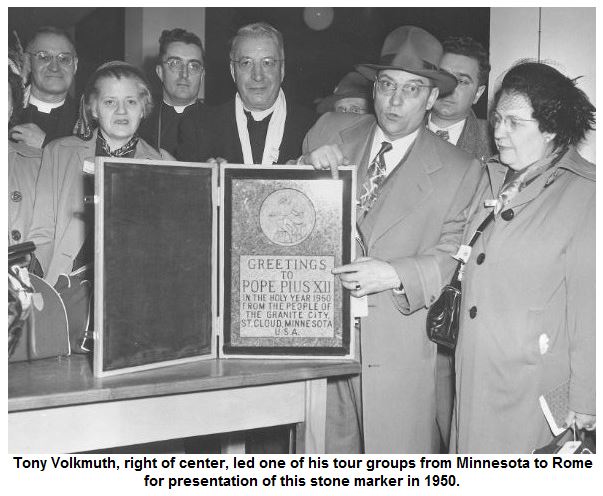 GREETINGS
TO
POPE PIUS XII
IN THE HOLY YEAR 1950
FROM THE PEOPLE OF
THE GRANITE CITY,
ST. CLOUD, MINNESOTA
U.S.A.
Tony Volkmuth, right of center, led one of his tour groups from Minnesota to Rome
for presentation of this stone marker in 1950.